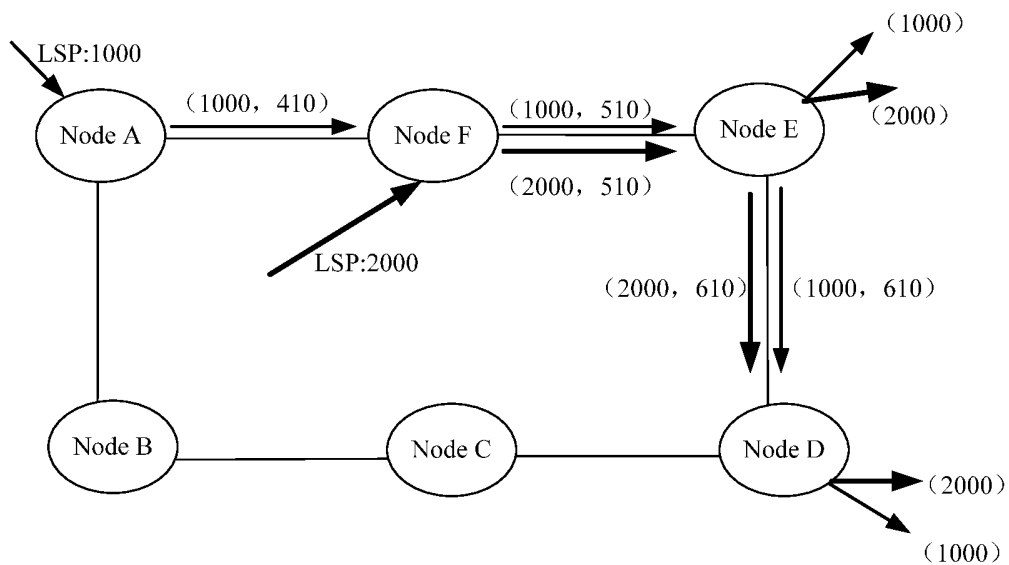 （1000）
LSP:1000
（1000，410）
（1000，510）
（2000）
Node A
Node F
Node E
（2000，510）
LSP:2000
（2000，610）
（1000，610）
Node B
Node C
Node D
（2000）
（1000）